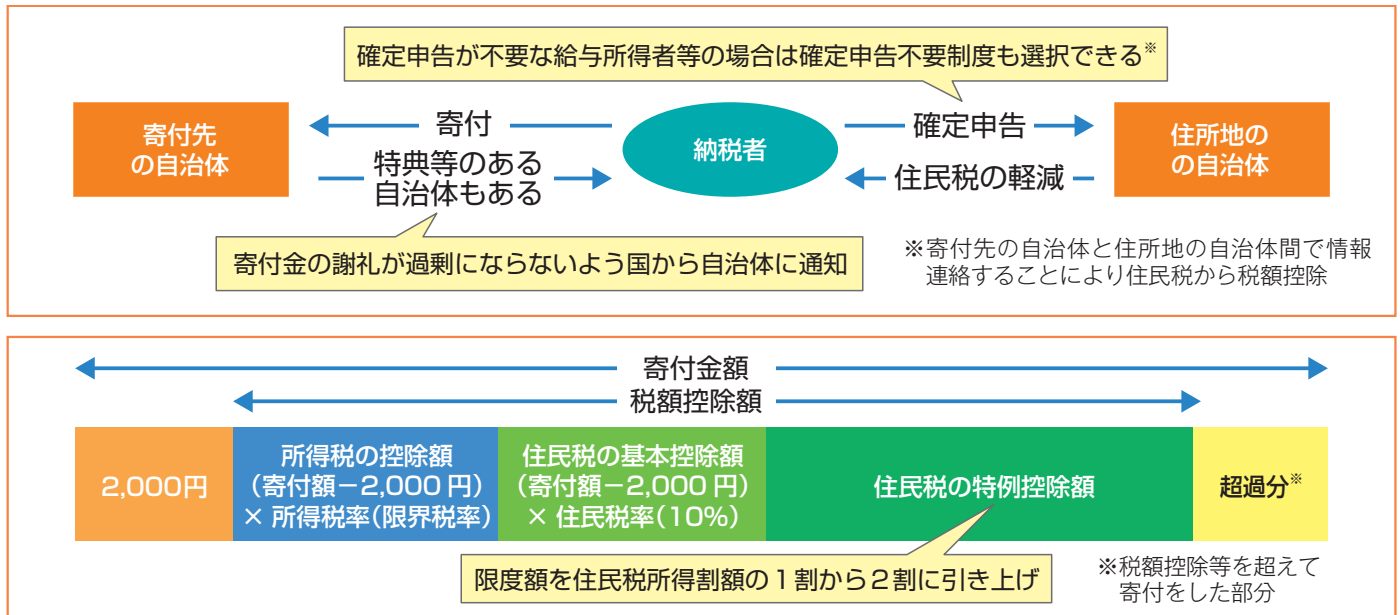 確定申告が不要な給与所得者等の場合は確定申告不要制度も選択できる※
寄付先
の自治体
寄付
特典等のある
自治体もある
納税者
確定申告
住民税の軽減
住所地の
の自治体
寄付金の謝礼が過剰にならないよう国から自治体に通知
※寄付先の自治体と住所地の自治体間で情報
連絡することにより住民税から税額控除
寄付金額
税額控除額
2,000円
所得税の控除額
(寄付額－2,000円)
× 所得税率(限界税率)
住民税の基本控除額
(寄付額－2,000円)
× 住民税率(10%)
住民税の特例控除額
超過分※
限度額を住民税所得割額の1割から2割に引き上げ
※税額控除等を超えて
寄付をした部分